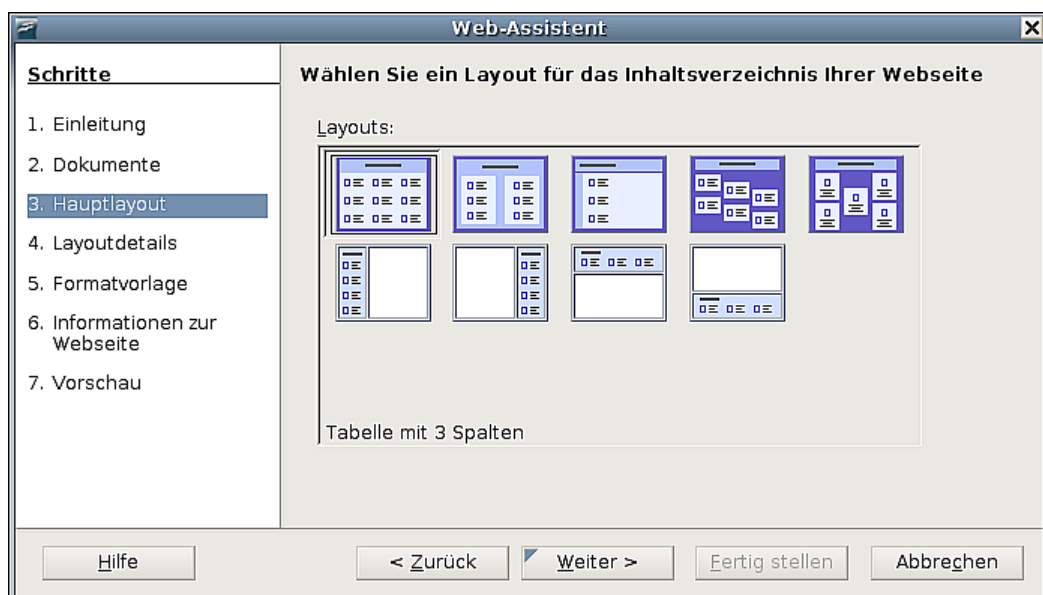 Web-Assistent
Schritte
1. Einleitung
2. Dokumente
3. Hauptlayout
4. Layoutdetails
5. Formatvorlage
6. Informationen zur
Webseite
7. Vorschau
Wählen Sie ein Layout für das Inhaltsverzeichnis Ihrer Webseite
Layouts:
Tabelle mit 3 Spalten
Hilfe
< Zurück
Weiter >
Fertig stellen
Abbrechen